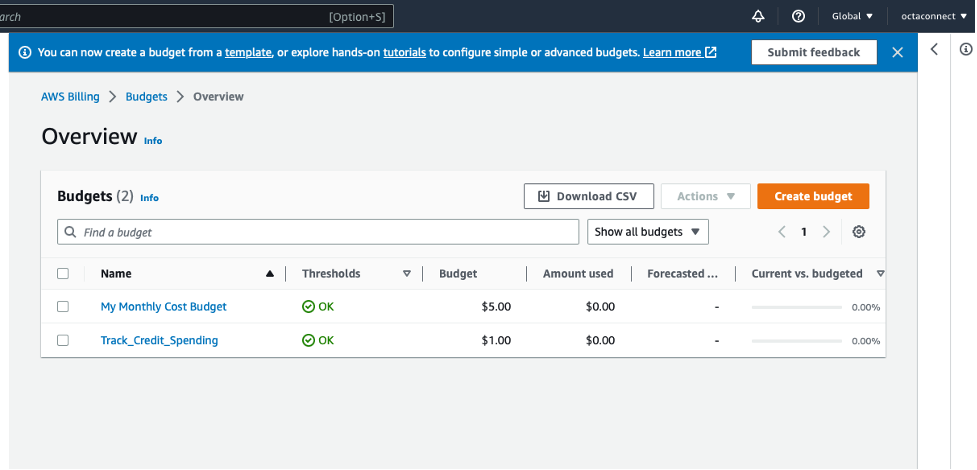 arch [Option+S] Global octaconnect
You can now create a budget from a template, or explore hands-on tutorials to configure simple or advanced budgets. Learn more Submit feedback
AWS Billing Budgets Overview
Overview Info
Budgets (2) Info Download CSV Actions Create budget
Find a budget Show all budgets 1
Name Thresholds Budget Amount used Forecasted ... Current vs. budgeted
My Monthly Cost Budget OK $5.00 $0.00 - 0.00%
Track_Credit_Spending OK $1.00 $0.00 - 0.00%